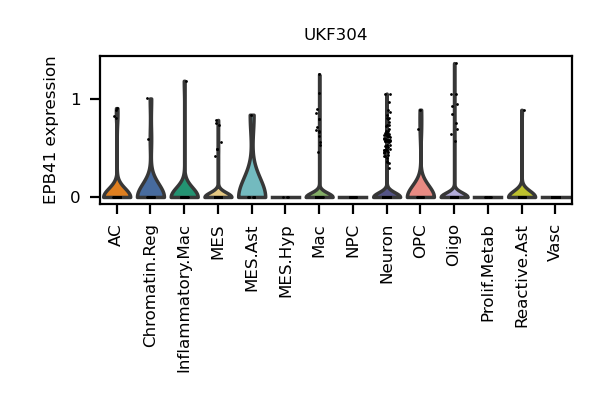 UKF304
EPB41 expression
1
0
AC
Chromatin.Reg
Inflammatory.Mac
MES
MES.Ast
MES.Hyp
Mac
NPC
Neuron
OPC
Oligo
Prolif.Metab
Reactive.Ast
Vasc